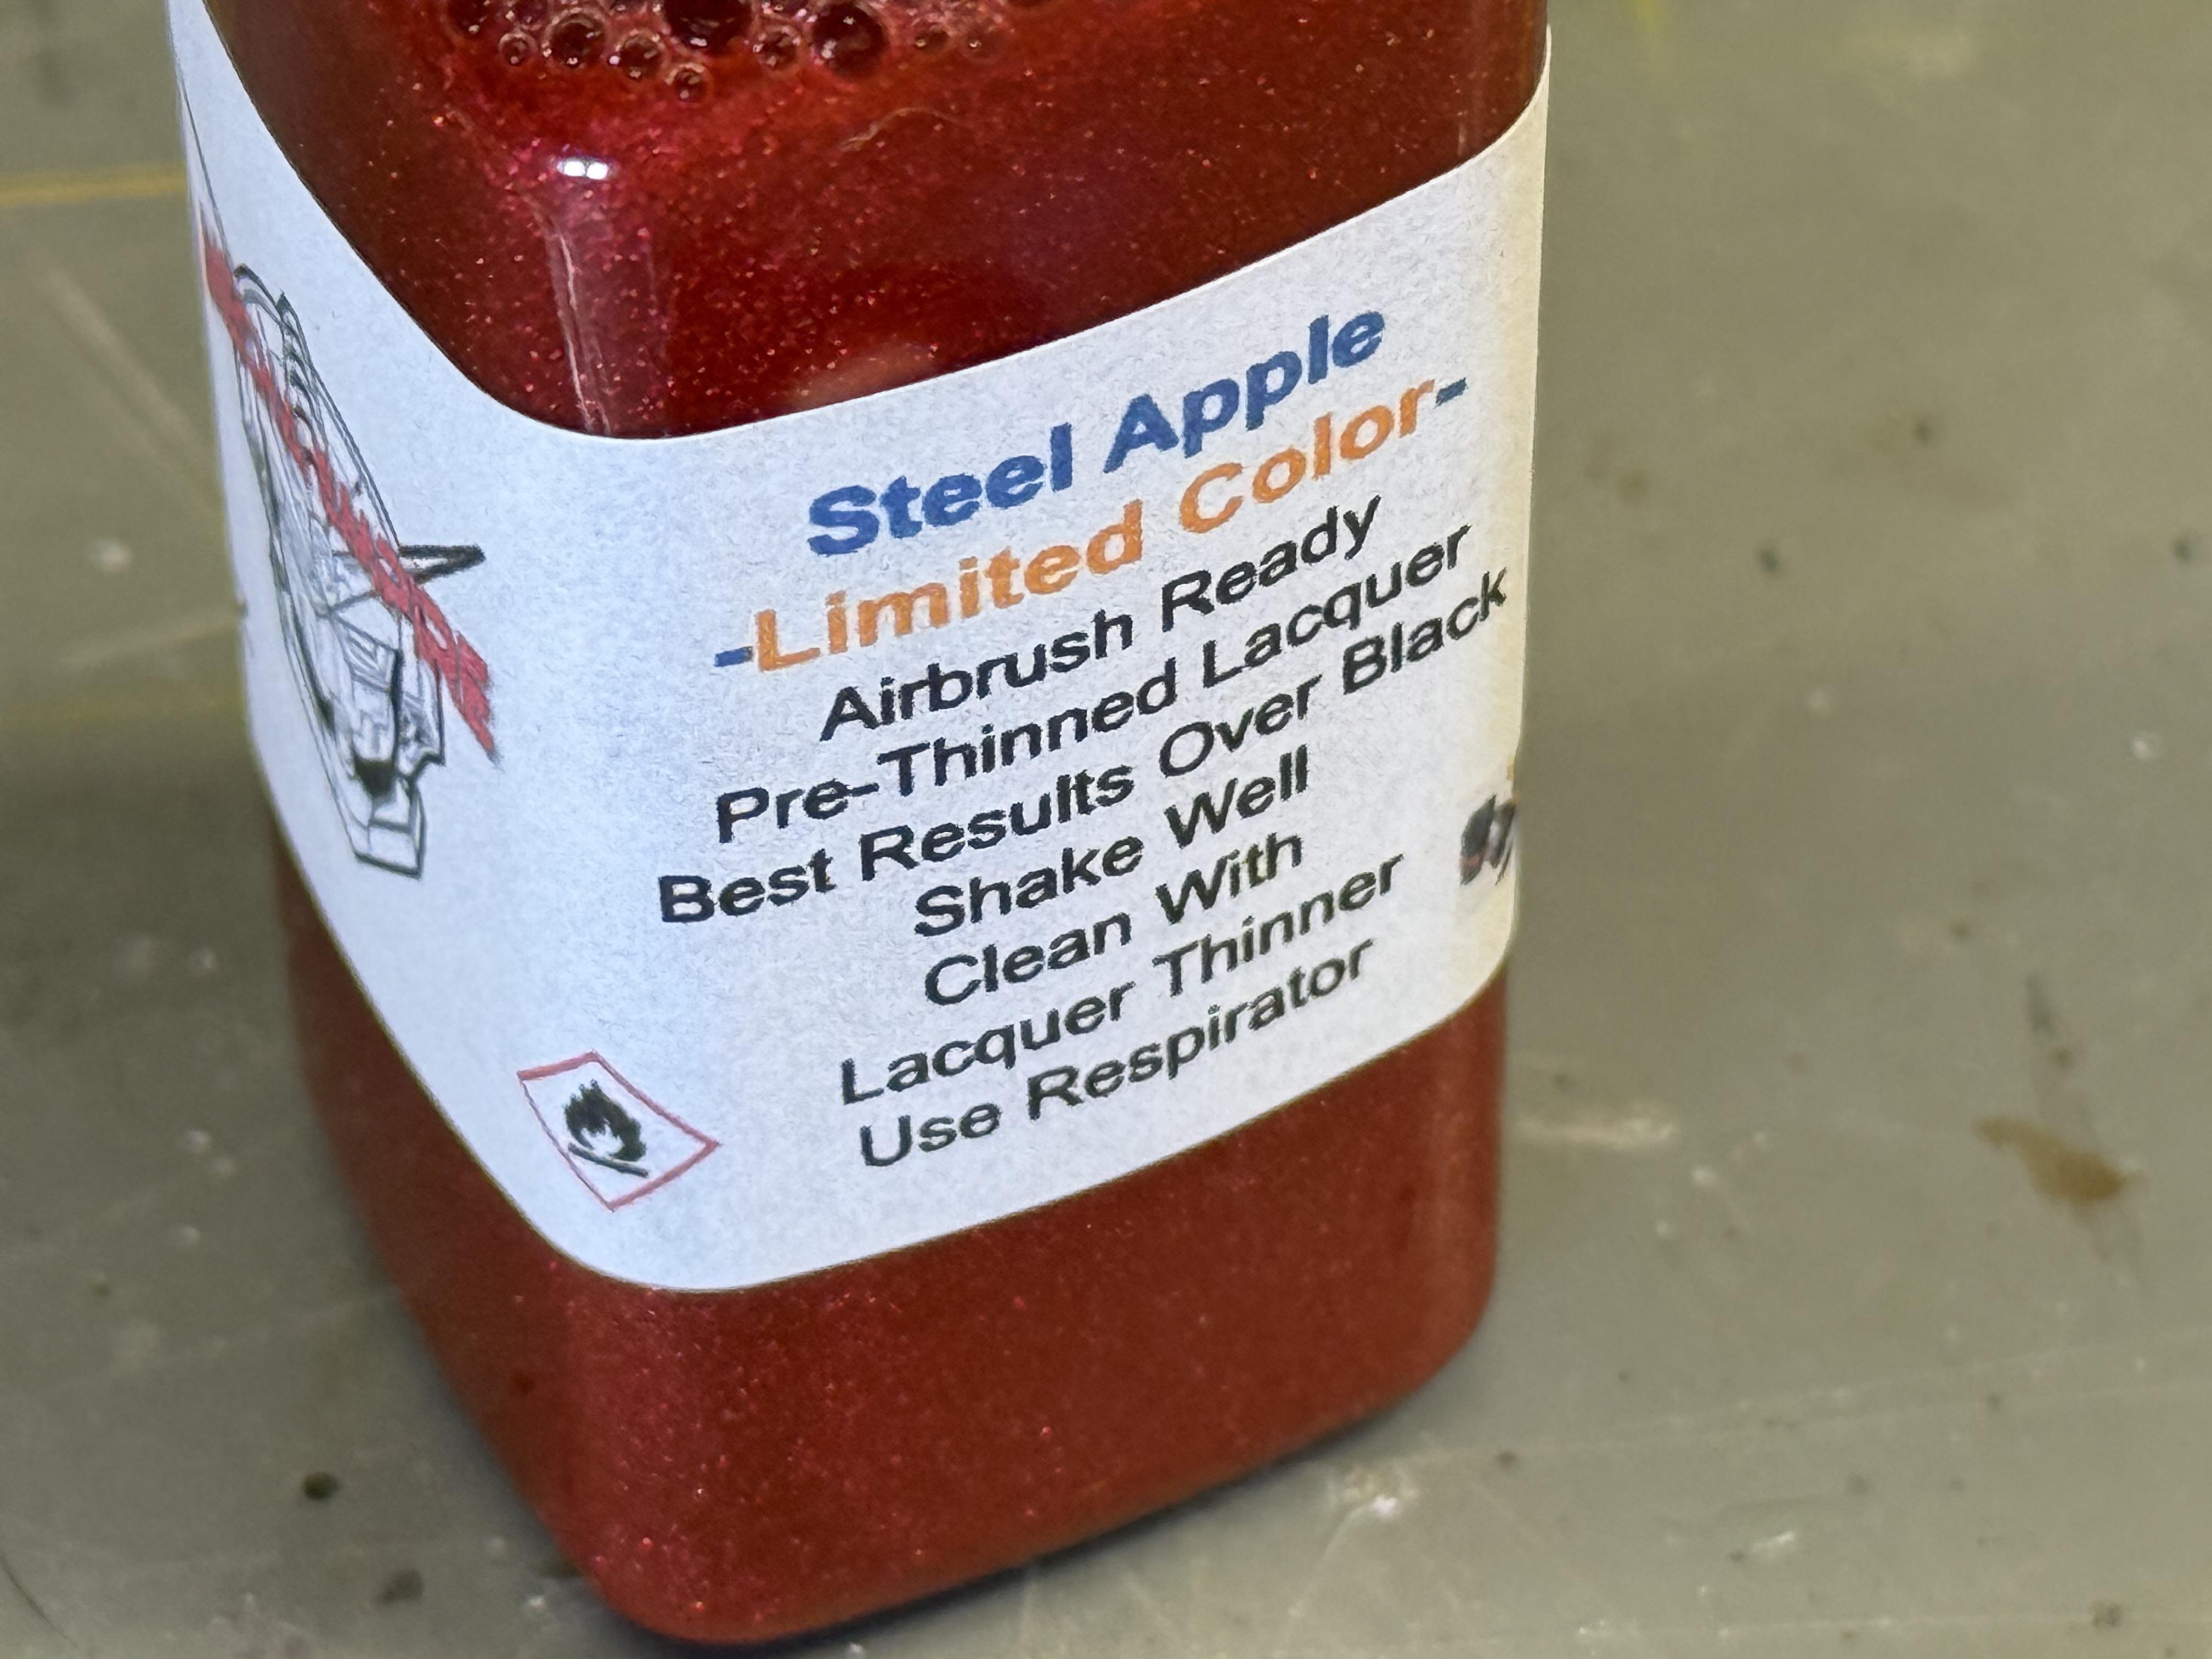 Steel Apple
-Limited Color-
Airbrush Ready
Pre-Thinned Lacquer
Best Results Over Black
Shake Well
Clean With
Lacquer Thinner
Use Respirator